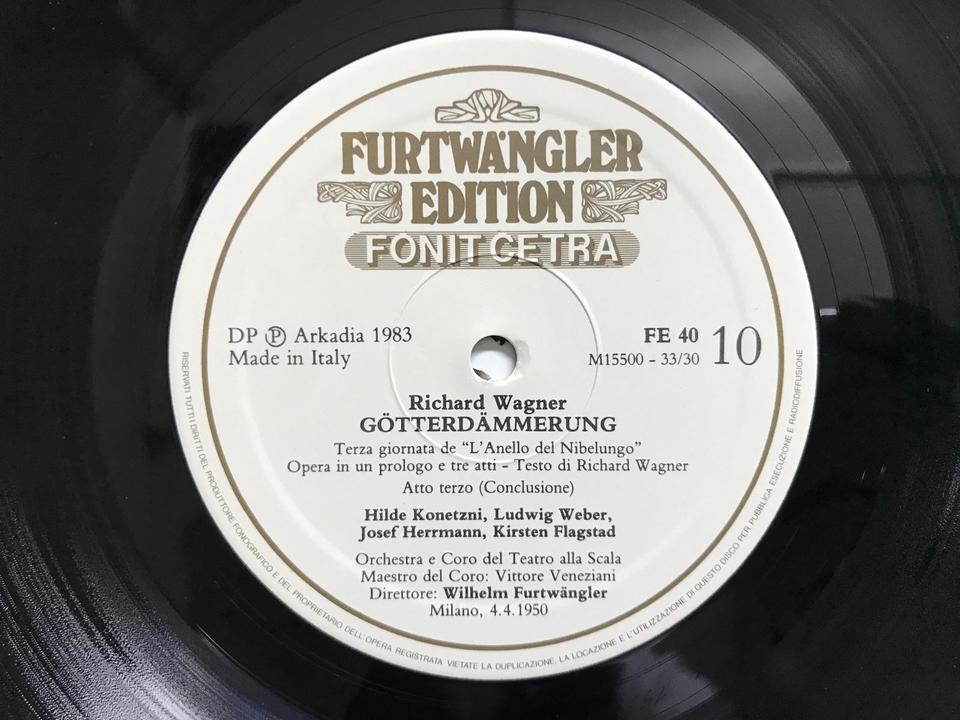 FURTWÄNGLER
EDITION
FONIT CETRA
DP Ⓟ Arkadia 1983
Made in Italy
FE 40
M15500 - 33/30
10
Richard Wagner
GÖTTERDÄMMERUNG
Terza giornata de "L'Anello del Nibelungo"
Opera in un prologo e tre atti - Testo di Richard Wagner
Atto terzo (Conclusione)
Hilde Konetzni, Ludwig Weber,
Josef Herrmann, Kirsten Flagstad
Orchestra e Coro del Teatro alla Scala
Maestro del Coro: Vittore Veneziani
Direttore: Wilhelm Furtwängler
Milano, 4.4.1950
RISERVATI TUTTI I DIRITTI DEL PRODUTTORE FONOGRAFICO E DEL PROPRIETARIO DELL'OPERA REGISTRATA VIETATE LA DUPLICAZIONE, LA LOCAZIONE E L'UTILIZZAZIONE DI QUESTO DISCO PER PUBBLICA ESECUZIONE E RADIODIFFUSIONE